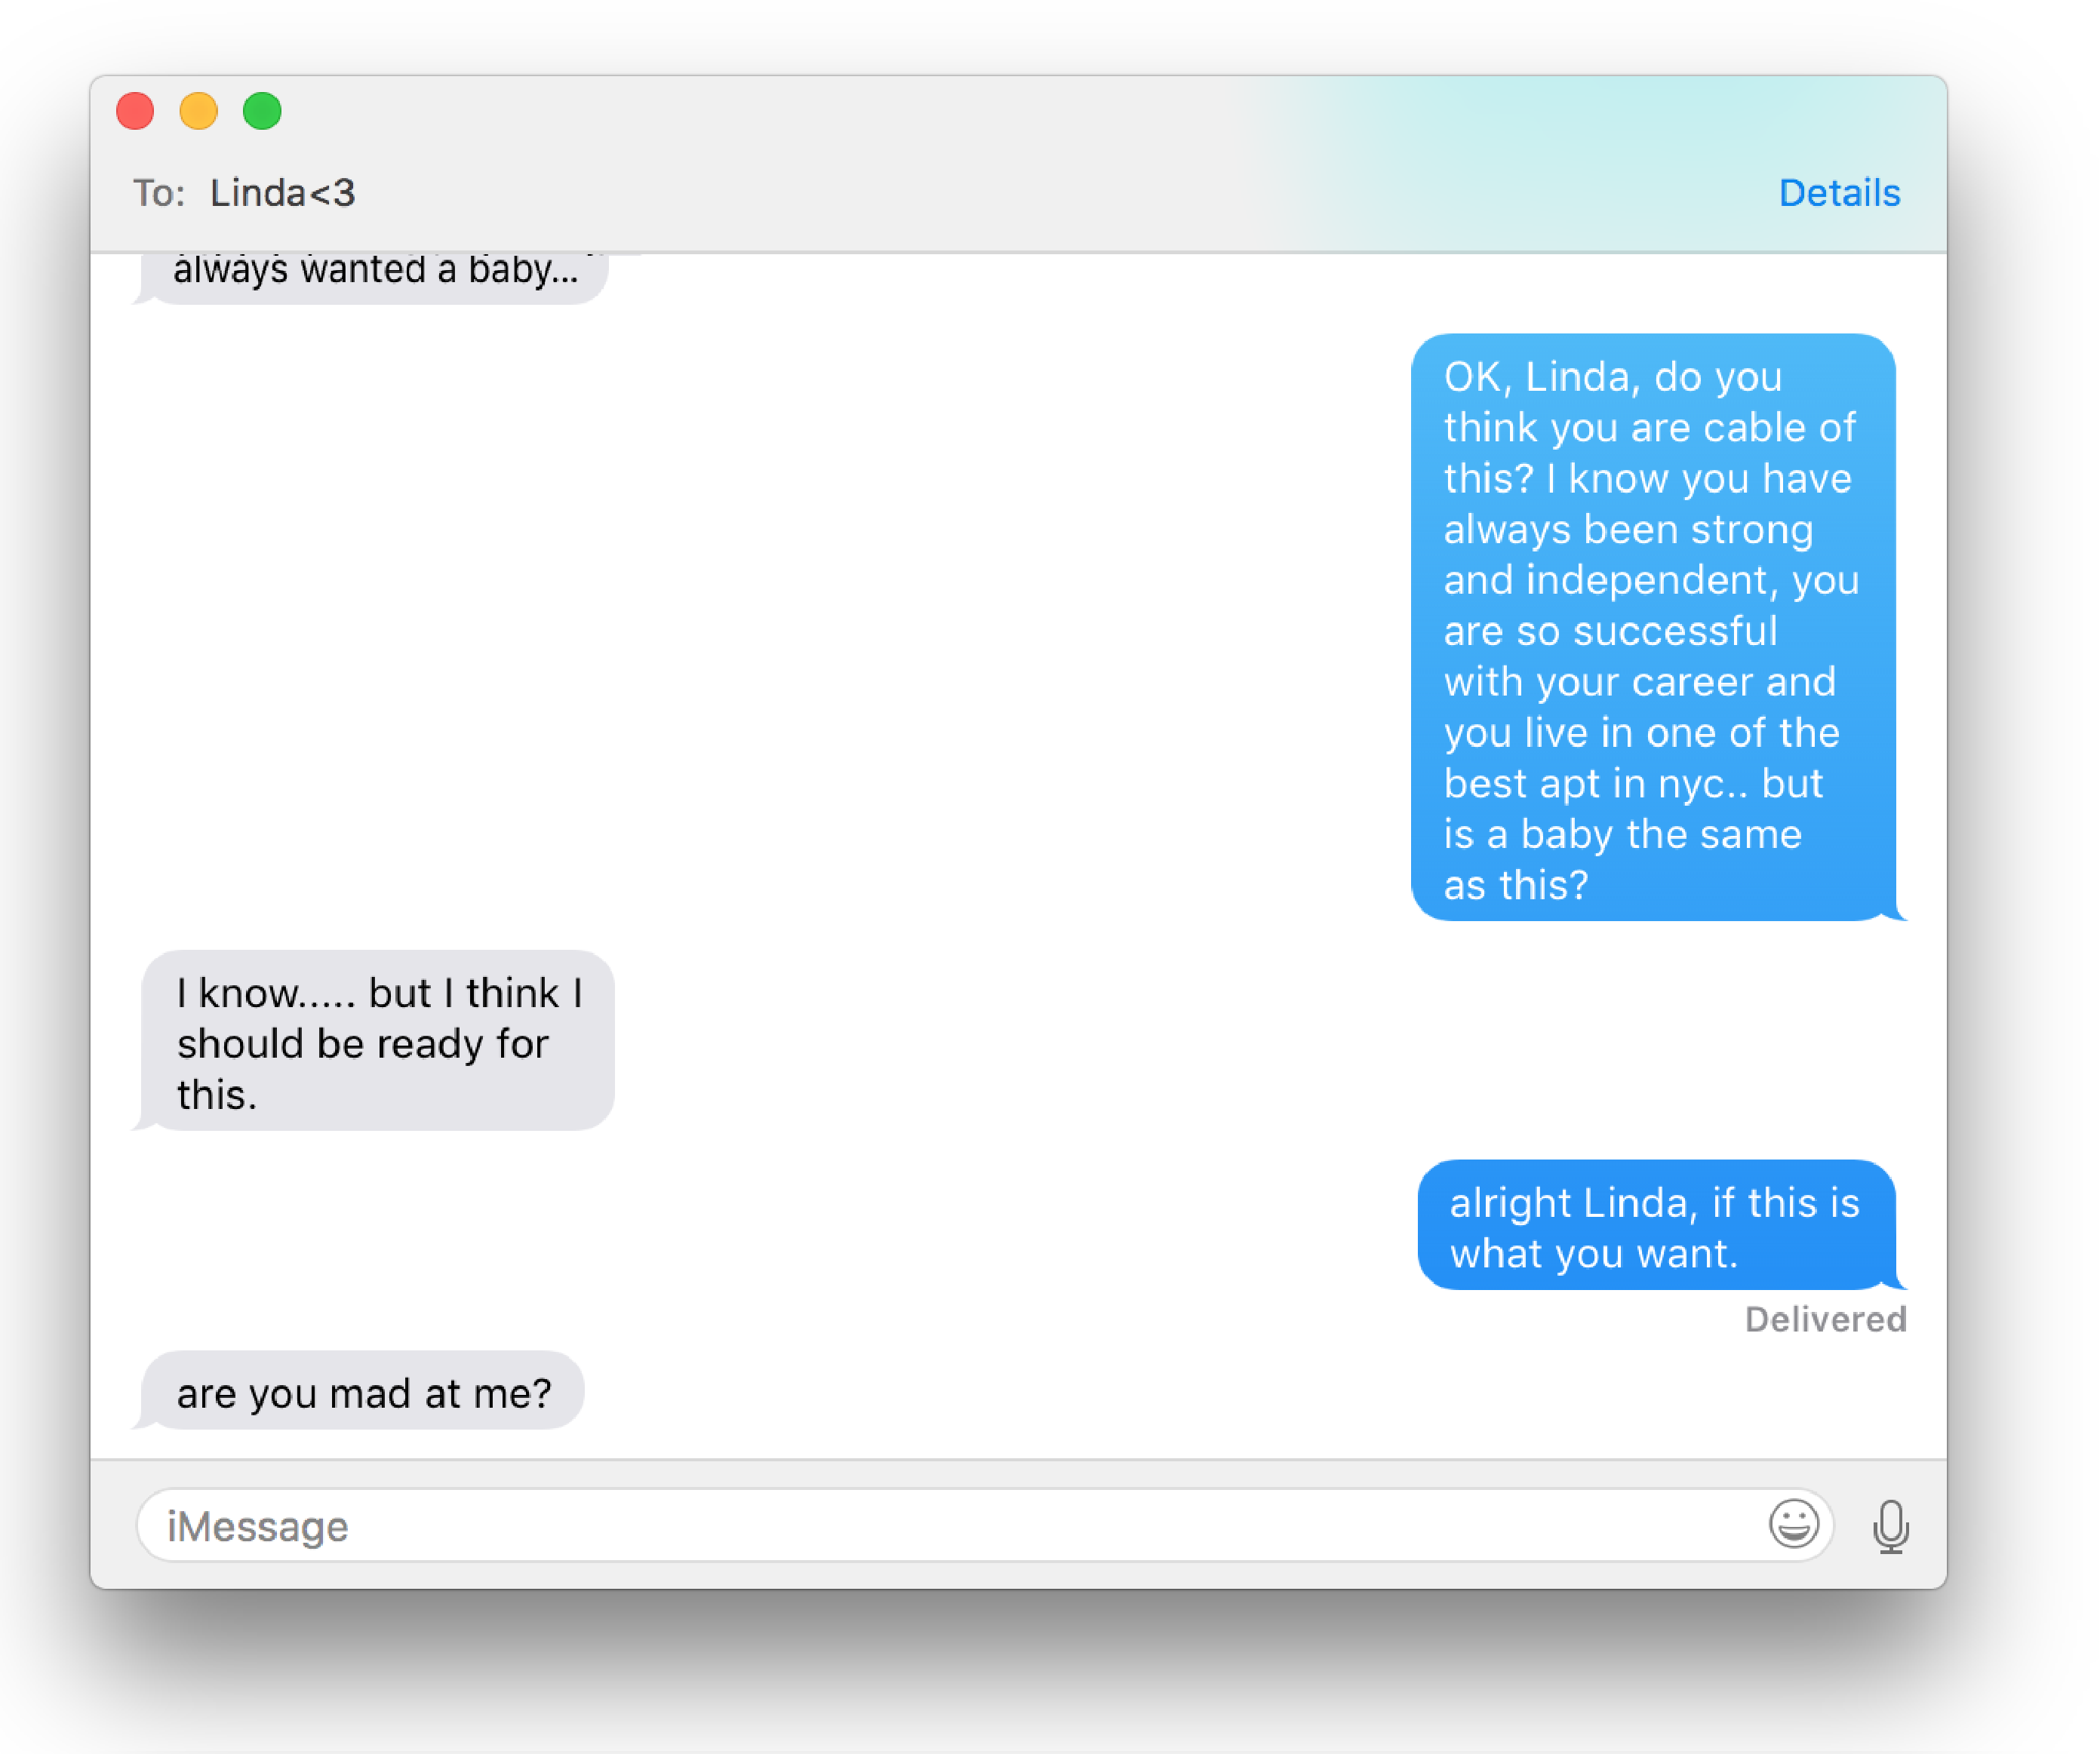 To: Linda<3
Details
always wanted a baby...
OK, Linda, do you
think you are cable of
this? I know you have
always been strong
and independent, you
are so successful
with your career and
you live in one of the
best apt in nyc.. but
is a baby the same
as this?
I know..... but I think I
should be ready for
this.
alright Linda, if this is
what you want.
Delivered
are you mad at me?
iMessage